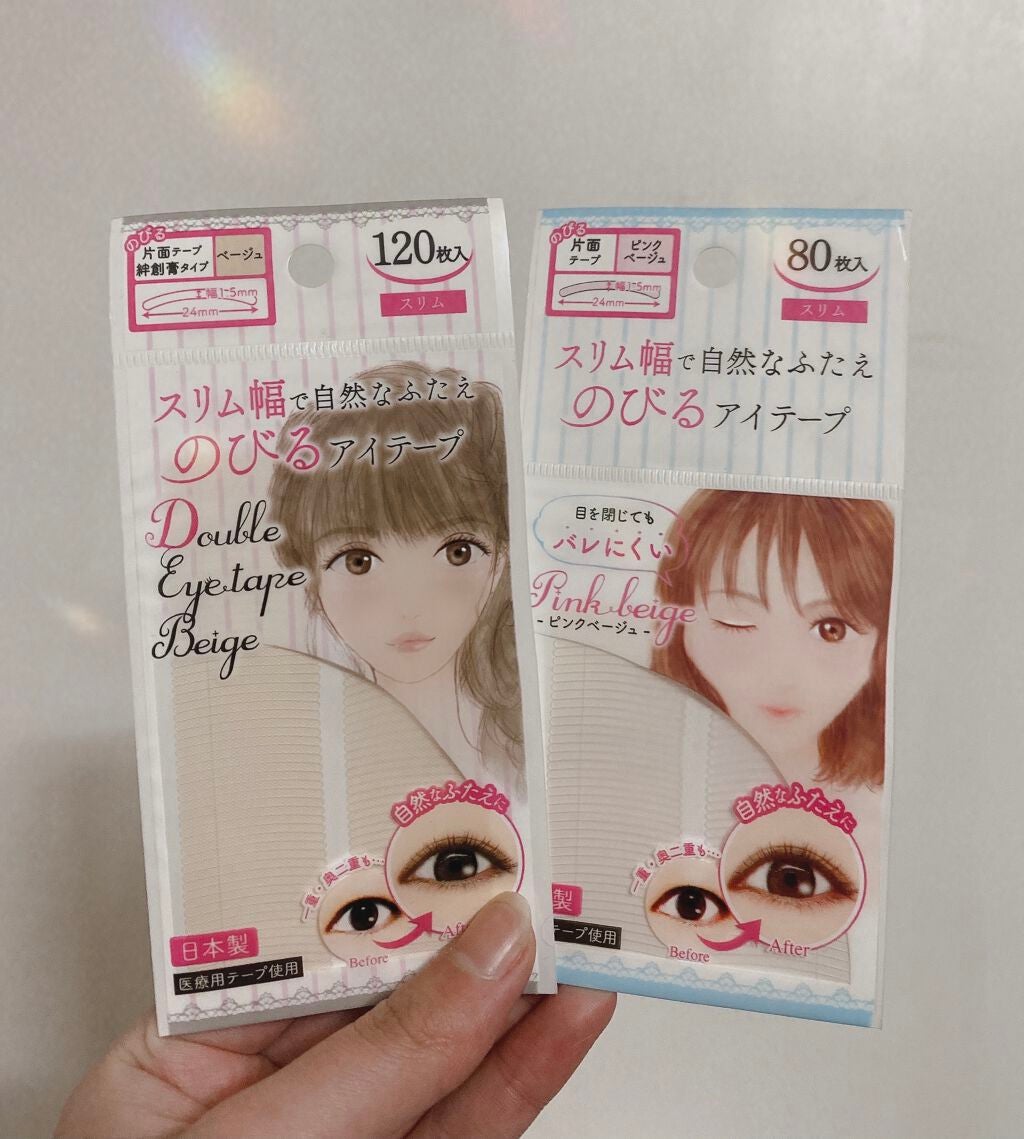 のびる
片面テープ
絆創膏タイプ
ベージュ
幅1.5mm
24mm
120枚入
スリム
スリム幅で自然なふたえ
のびるアイテープ
Double
Eye tape
Beige
自然なふたえに
一重・奥二重も…
Before
日本製
医療用テープ使用
のびる
片面
テープ
ピンク
ベージュ
幅1.5mm
24mm
80枚入
スリム
スリム幅で自然なふたえ
のびるアイテープ
目を閉じても
バレにくい
Pink beige
- ピンクベージュ -
自然なふたえに
一重・奥二重も…
Before
After
製
テープ使用